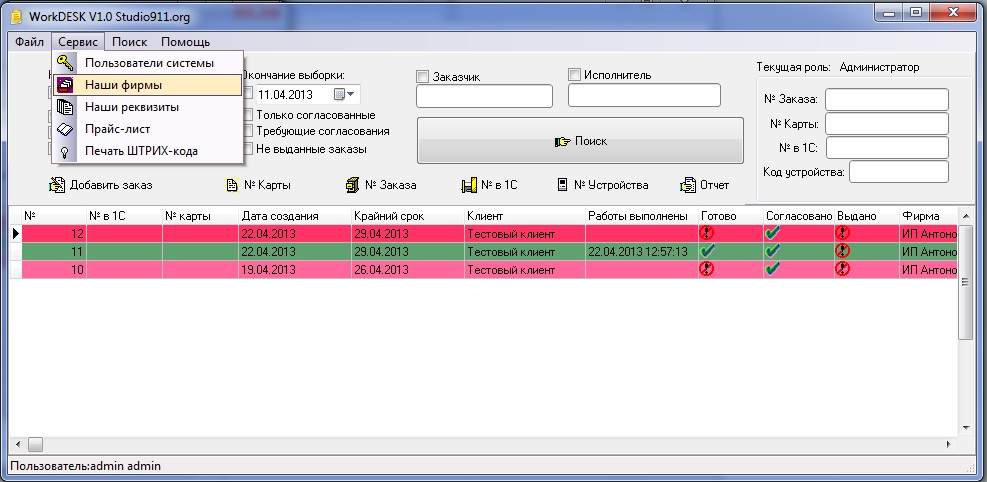 WorkDESK V1.0 Studio911.org
Файл Сервис Поиск Помощь
Пользователи системы
Наши фирмы
Наши реквизиты
Прайс-лист
Печать ШТРИХ-кода
Окончание выборки:
11.04.2013
Только согласованные
Требующие согласования
Не выданные заказы
Заказчик
Исполнитель
Поиск
Текущая роль: Администратор
№ Заказа:
№ Карты:
№ в 1С:
Код устройства:
Добавить заказ № Карты № Заказа № в 1С № Устройства Отчет
№ № в 1С № карты Дата создания Крайний срок Клиент Работы выполнены Готово Согласовано Выдано Фирма
12 22.04.2013 29.04.2013 Тестовый клиент ИП Антоно
11 22.04.2013 29.04.2013 Тестовый клиент 22.04.2013 12:57:13 ИП Антоно
10 19.04.2013 26.04.2013 Тестовый клиент ИП Антоно
Пользователь:admin admin